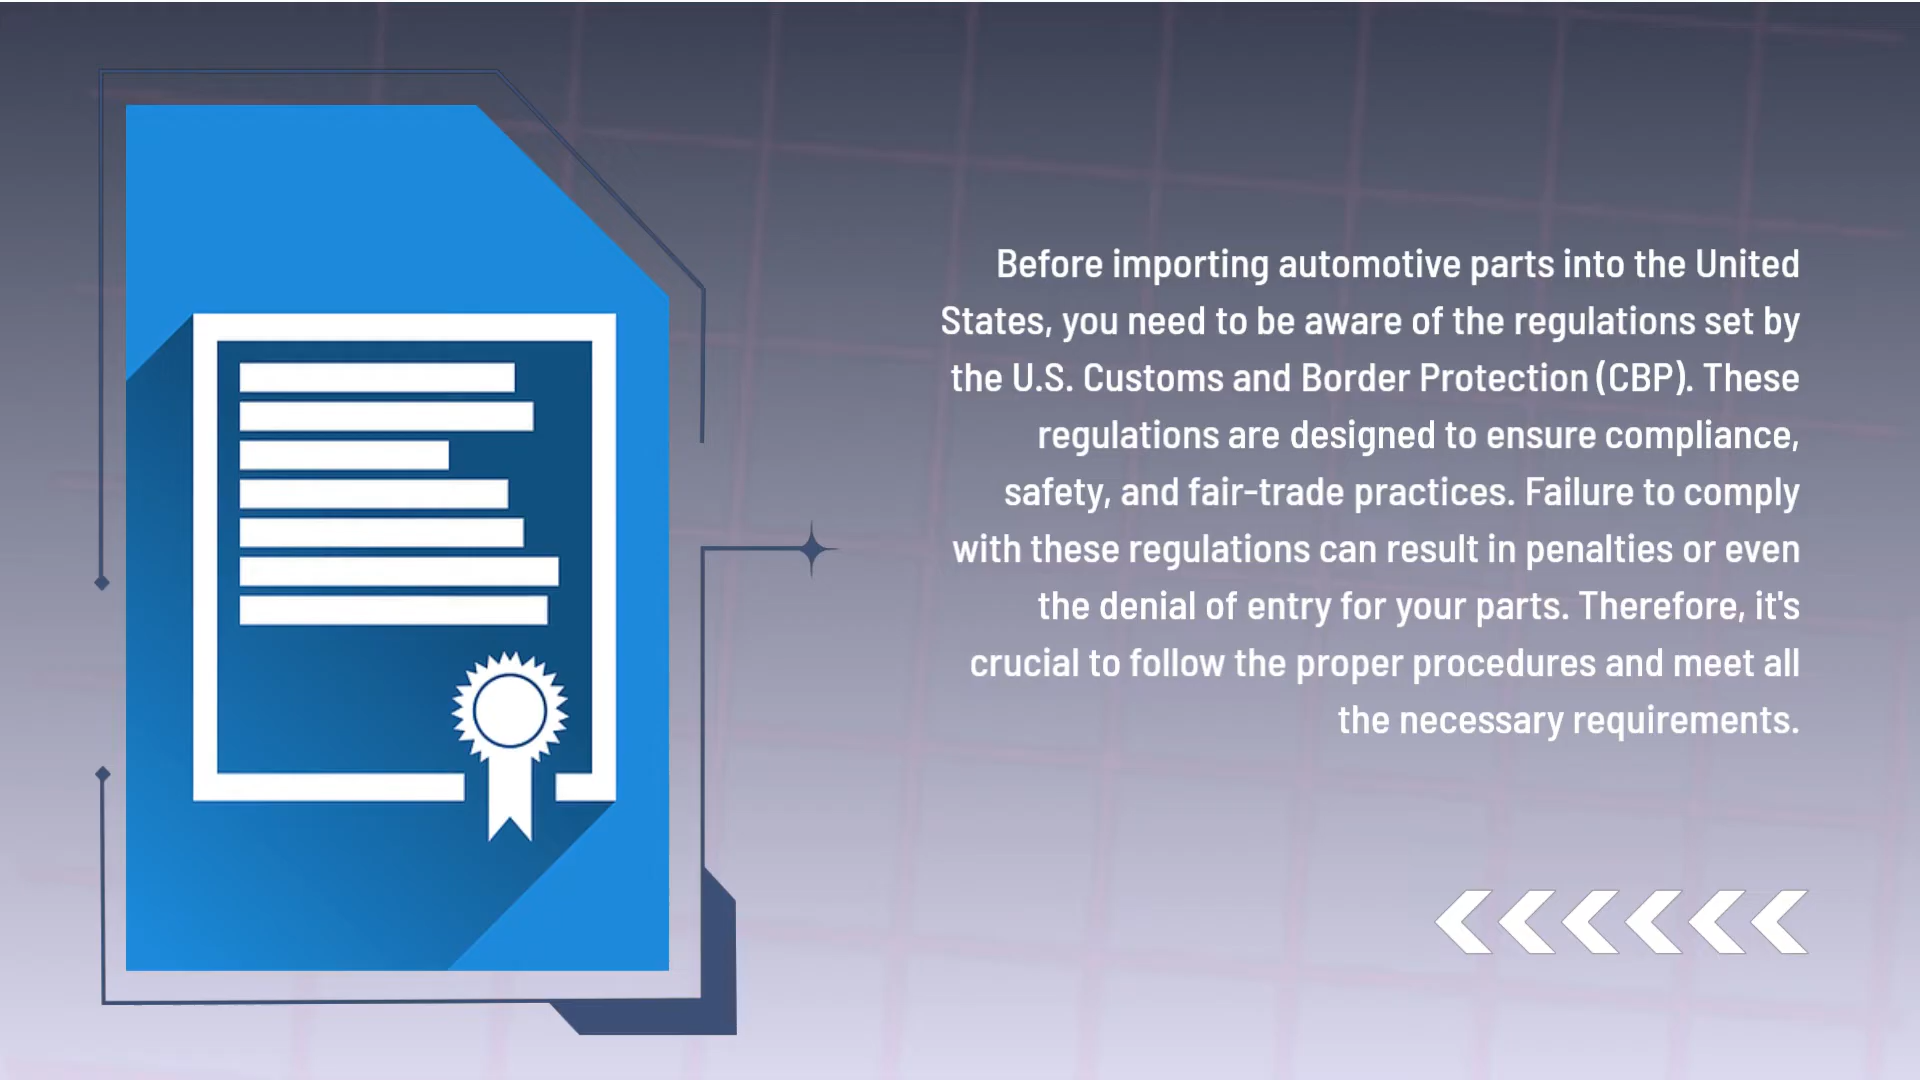 Before importing automotive parts into the United
States, you need to be aware of the regulations set by
the U.S. Customs and Border Protection (CBP). These
regulations are designed to ensure compliance,
safety, and fair-trade practices. Failure to comply
with these regulations can result in penalties or even
the denial of entry for your parts. Therefore, it's
crucial to follow the proper procedures and meet all
the necessary requirements.